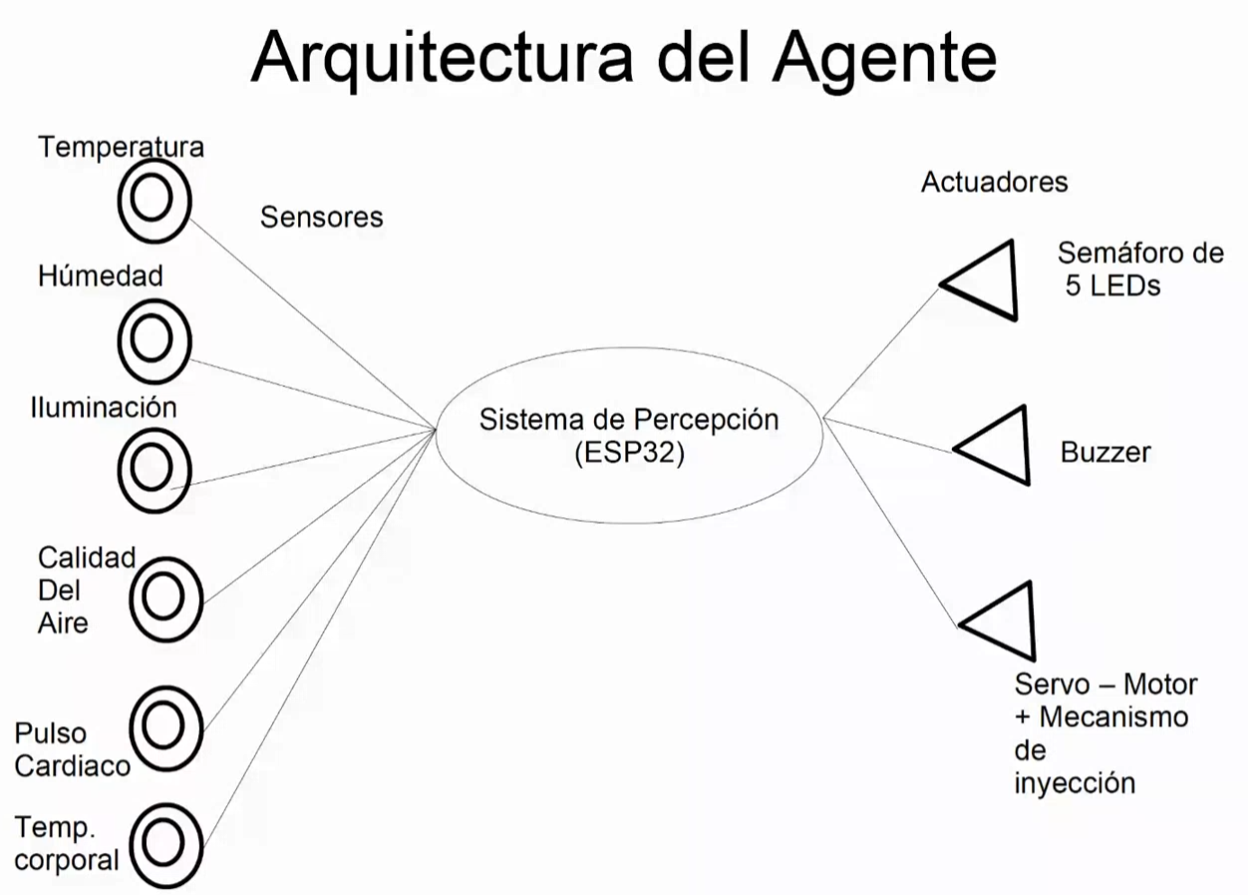 Arquitectura del Agente
Temperatura
Sensores
Húmedad
Iluminación
Calidad
Del
Aire
Pulso
Cardiaco
Temp.
corporal
Sistema de Percepción
(ESP32)
Actuadores
Semáforo de
5 LEDs
Buzzer
Servo – Motor
+ Mecanismo
de
inyección